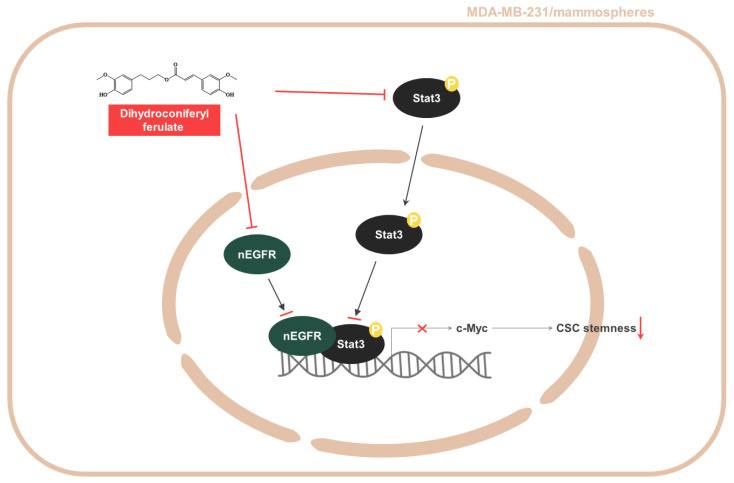 MDA-MB-231/mammospheres
O
O
O
O
O
HO
OH
Dihydroconiferyl
ferulate
P
Stat3
P
Stat3
nEGFR
P
nEGFR
Stat3
c-Myc
CSC stemness